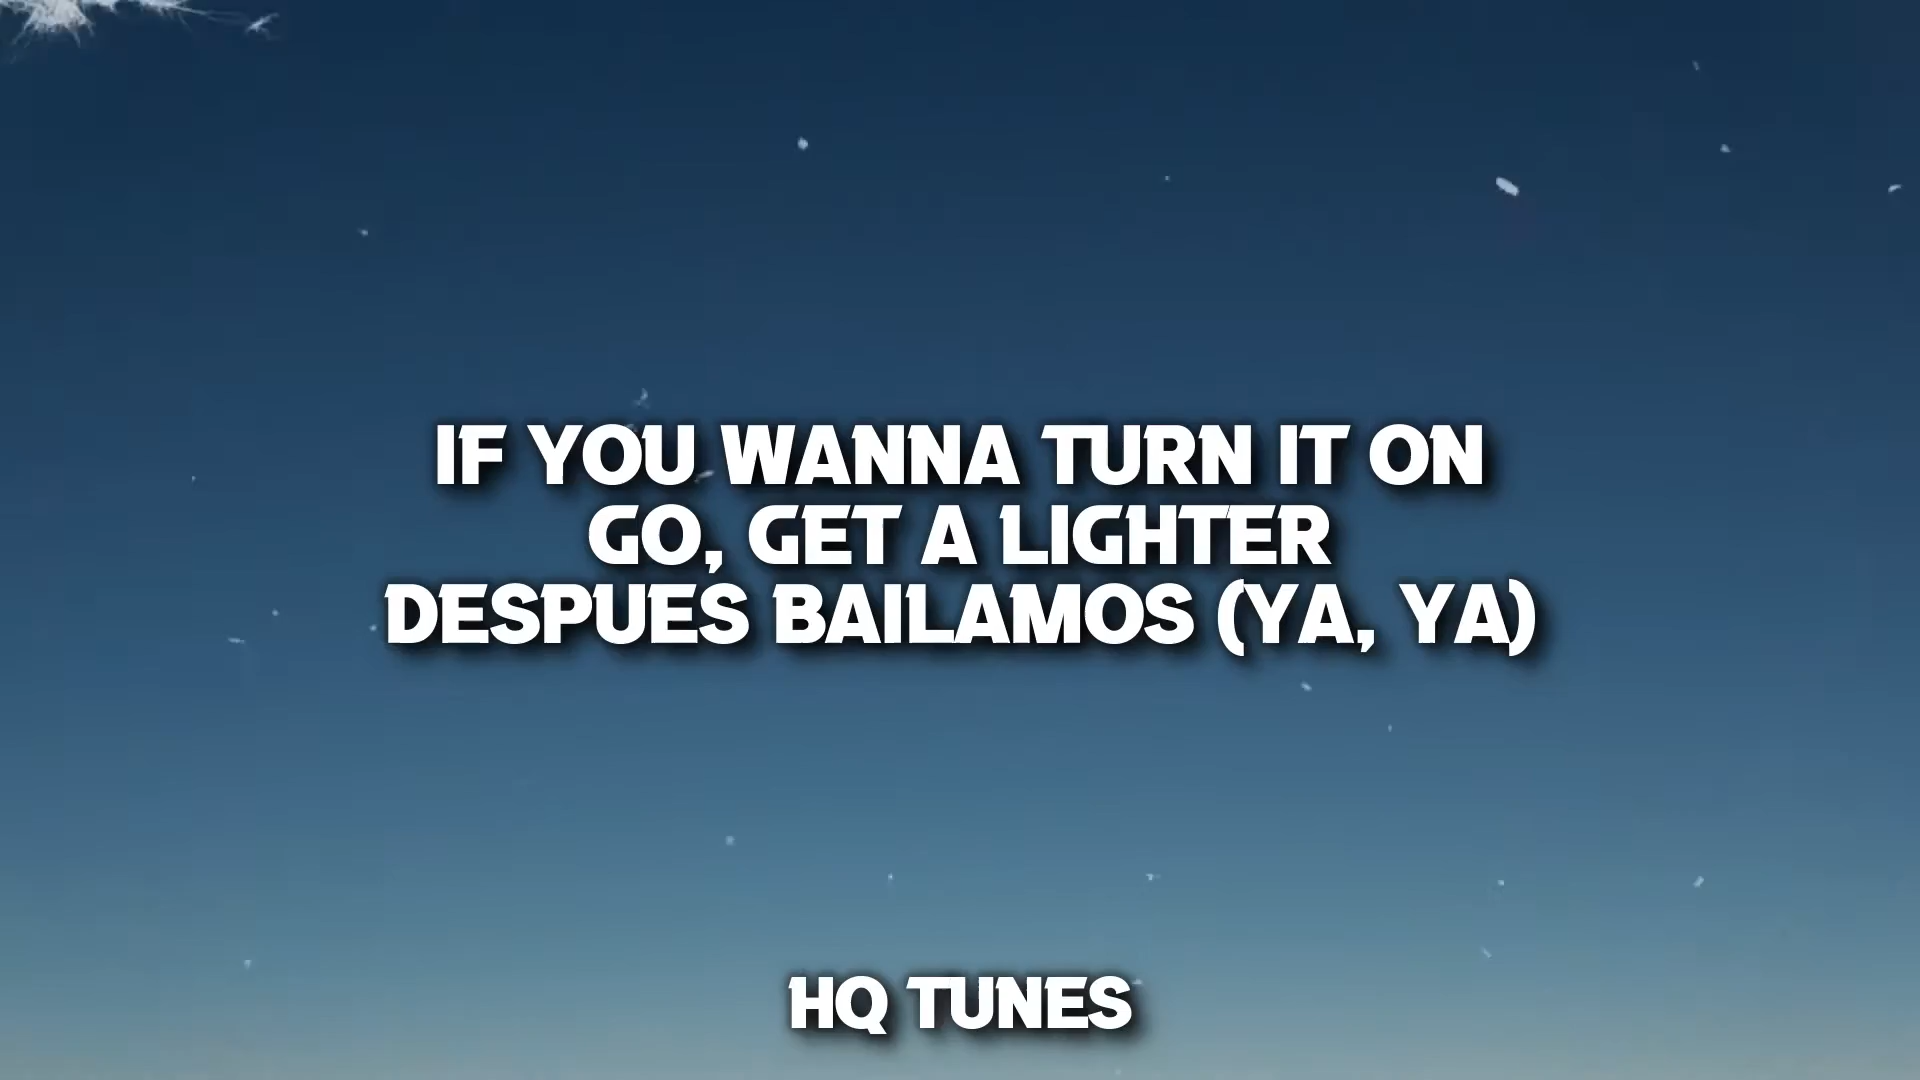 IF YOU WANNA TURN IT ON
GO, GET A LIGHTER
DESPUES BAILAMOS (YA, YA)
HQ TUNES